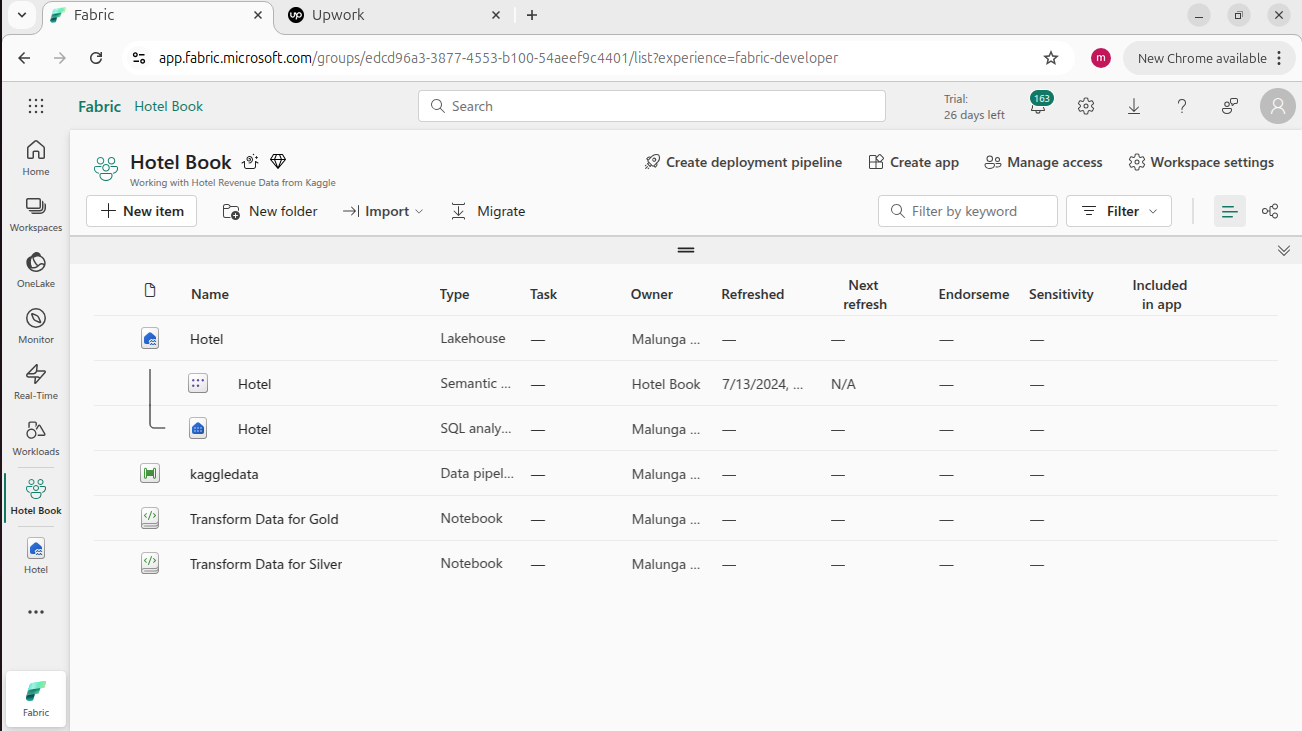 Fabric
Upwork
app.fabric.microsoft.com/groups/edcd96a3-3877-4553-b100-54aeef9c4401/list?experience=fabric-developer
m
New Chrome available
Fabric
Hotel Book
Search
Trial:
26 days left
163
Home
Workspaces
OneLake
Monitor
Real-Time
Workloads
Hotel Book
Hotel
Fabric
Hotel Book
Working with Hotel Revenue Data from Kaggle
Create deployment pipeline
Create app
Manage access
Workspace settings
New item
New folder
Import
Migrate
Filter by keyword
Filter
Name Type Task Owner Refreshed Next refresh Endorseme Sensitivity Included in app
Hotel Lakehouse — Malunga ... — — — —
Hotel Semantic ... — Hotel Book 7/13/2024, ... N/A — —
Hotel SQL analy... — Malunga ... — — — —
kaggledata Data pipel... — Malunga ... — — — —
Transform Data for Gold Notebook — Malunga ... — — — —
Transform Data for Silver Notebook — Malunga ... — — — —